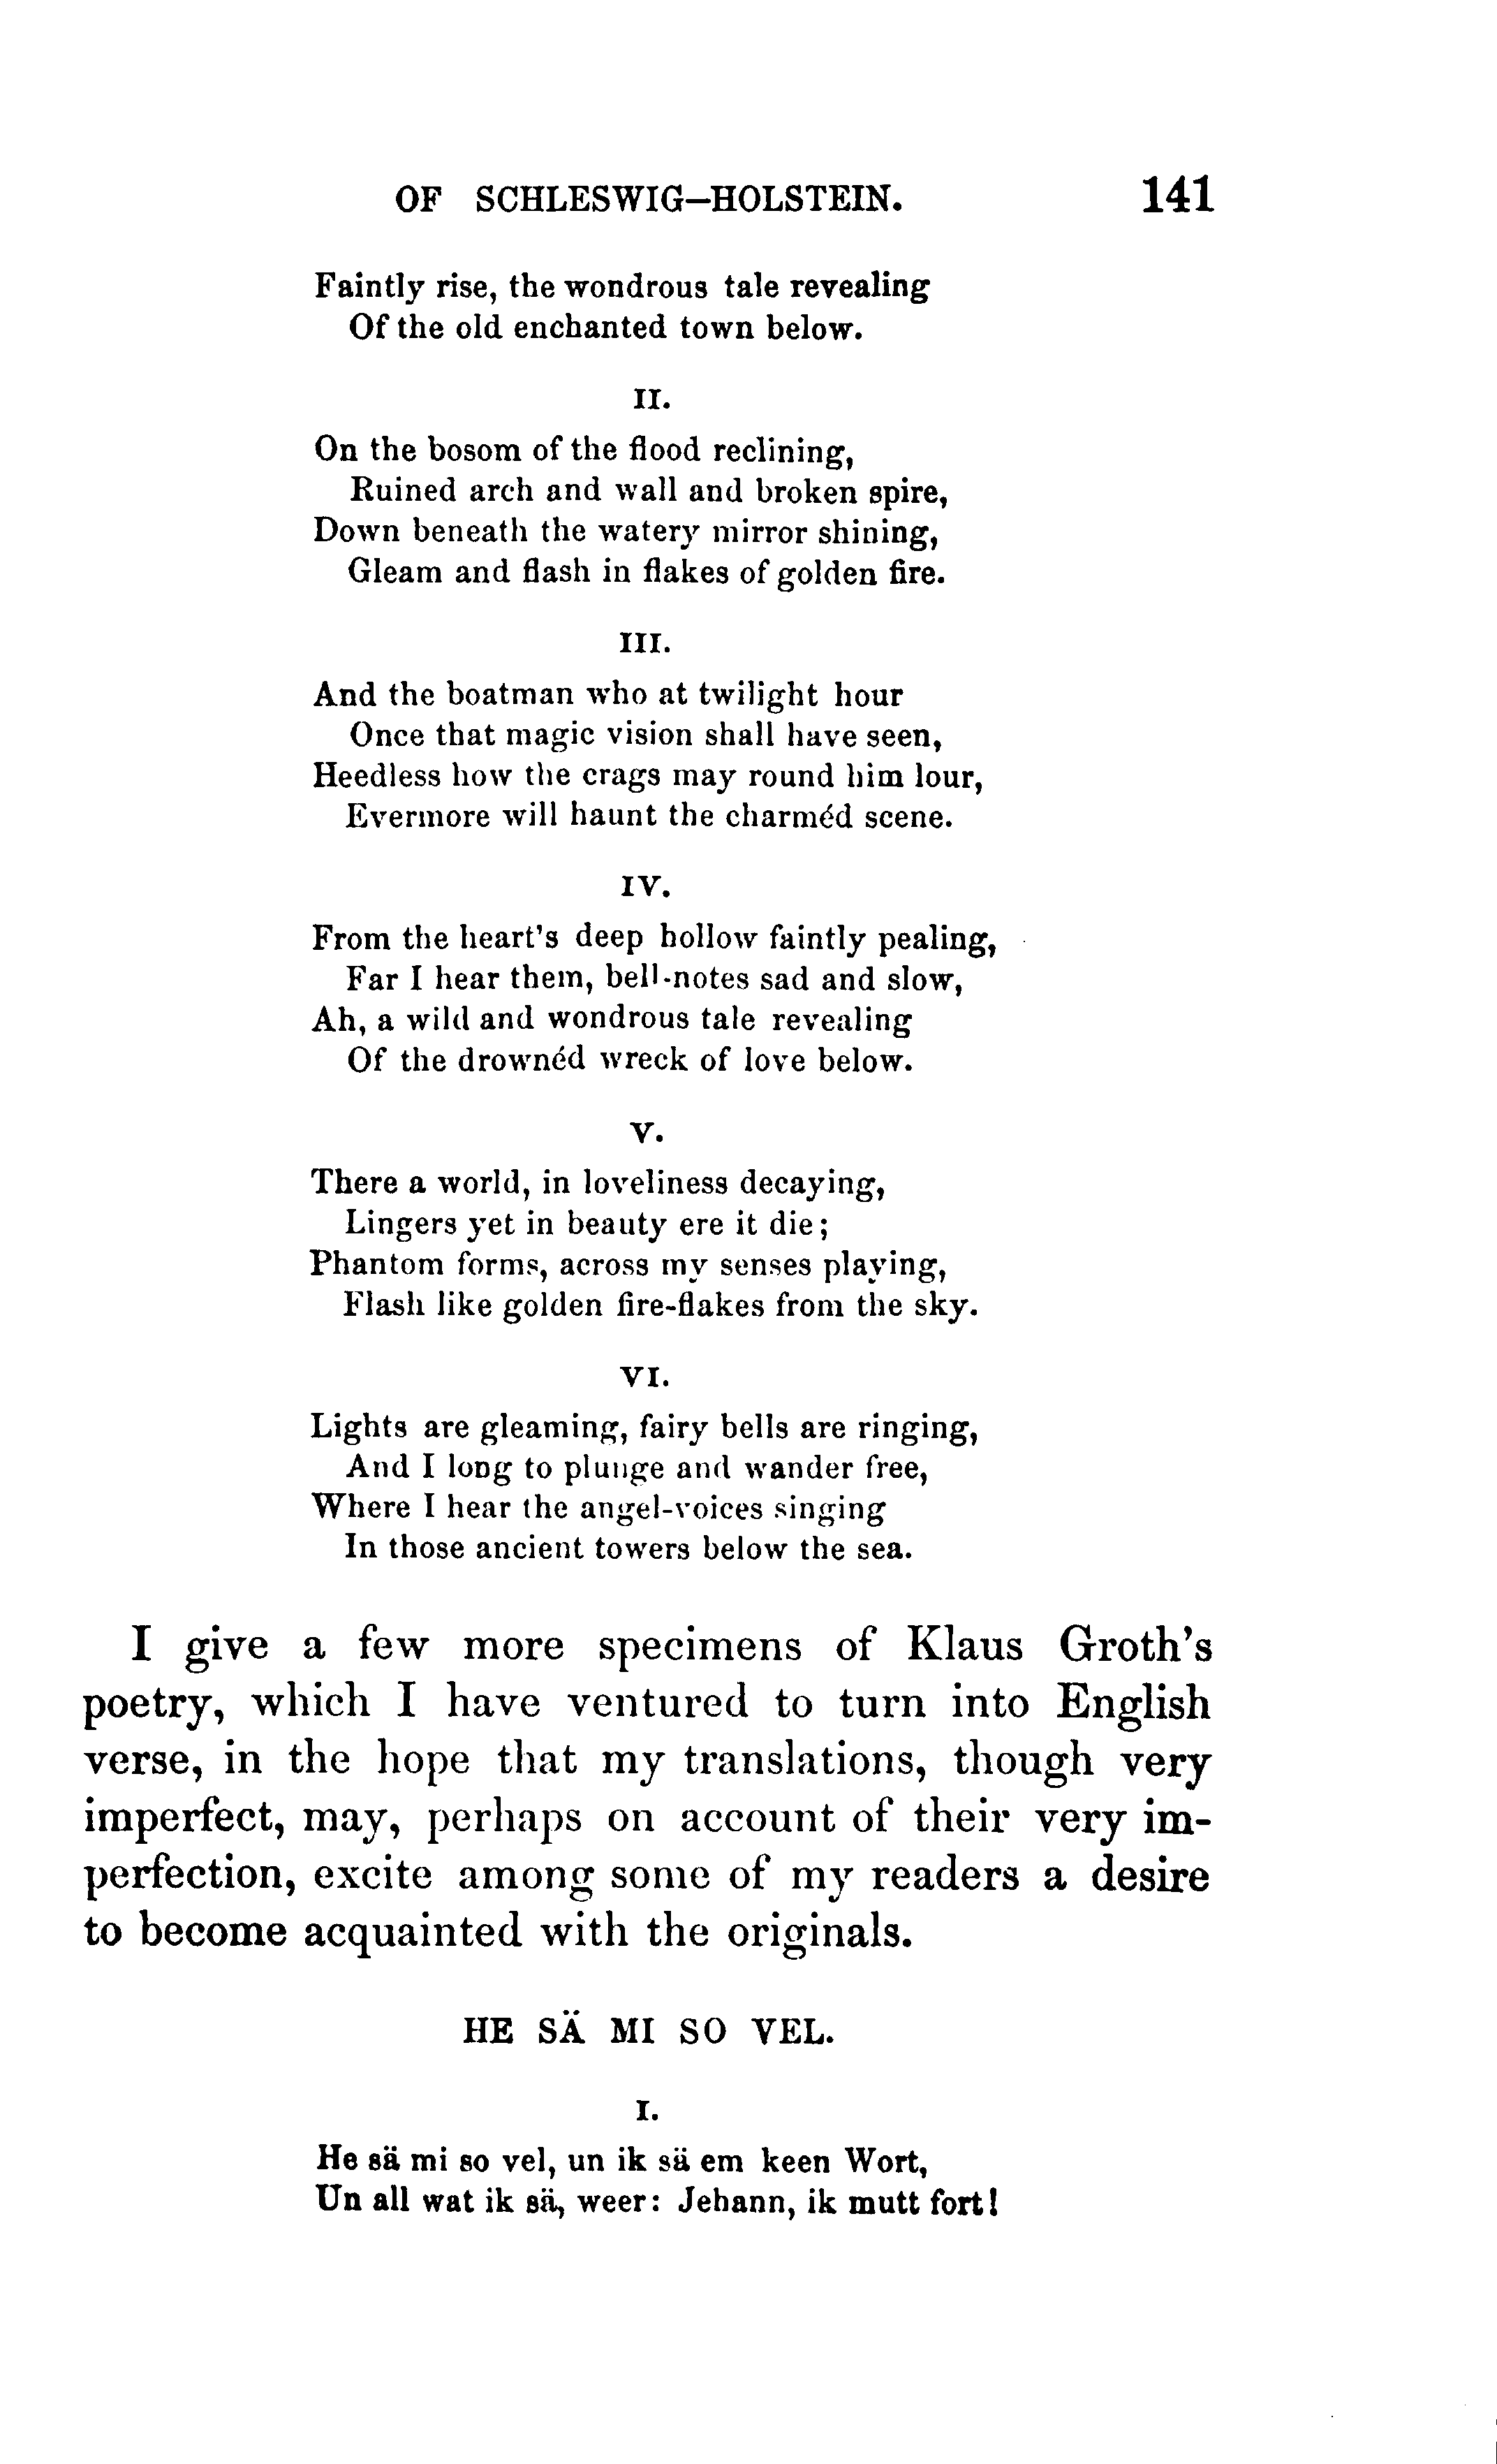 OF SCHLESWIG-HOLSTEIN. 141
Faintly rise, the wondrous tale revealing
Of the old enchanted town below.
II.
On the bosom of the flood reclining,
Ruined arch and wall and broken spire,
Down beneath the watery mirror shining,
Gleam and flash in flakes of golden fire.
III.
And the boatman who at twilight hour
Once that magic vision shall have seen,
Heedless how the crags may round him lour,
Evermore will haunt the charméd scene.
IV.
From the heart's deep hollow faintly pealing,
Far I hear them, bell-notes sad and slow,
Ah, a wild and wondrous tale revealing
Of the drownéd wreck of love below.
V.
There a world, in loveliness decaying,
Lingers yet in beauty ere it die;
Phantom forms, across my senses playing,
Flash like golden fire-flakes from the sky.
VI.
Lights are gleaming, fairy bells are ringing,
And I long to plunge and wander free,
Where I hear the angel-voices singing
In those ancient towers below the sea.
I give a few more specimens of Klaus Groth's
poetry, which I have ventured to turn into English
verse, in the hope that my translations, though very
imperfect, may, perhaps on account of their very im-
perfection, excite among some of my readers a desire
to become acquainted with the originals.
HE SÄ MI SO VEL.
I.
He sä mi so vel, un ik sä em keen Wort,
Un all wat ik sä, weer: Jehann, ik mutt fort!